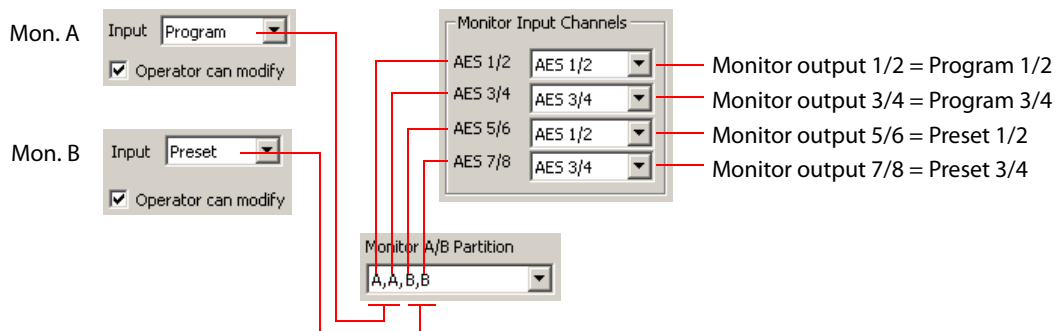 Mon. A
Input Program
Operator can modify
Mon. B
Input Preset
Operator can modify
Monitor Input Channels
AES 1/2 AES 1/2 Monitor output 1/2 = Program 1/2
AES 3/4 AES 3/4 Monitor output 3/4 = Program 3/4
AES 5/6 AES 1/2 Monitor output 5/6 = Preset 1/2
AES 7/8 AES 3/4 Monitor output 7/8 = Preset 3/4
Monitor A/B Partition
A,A,B,B